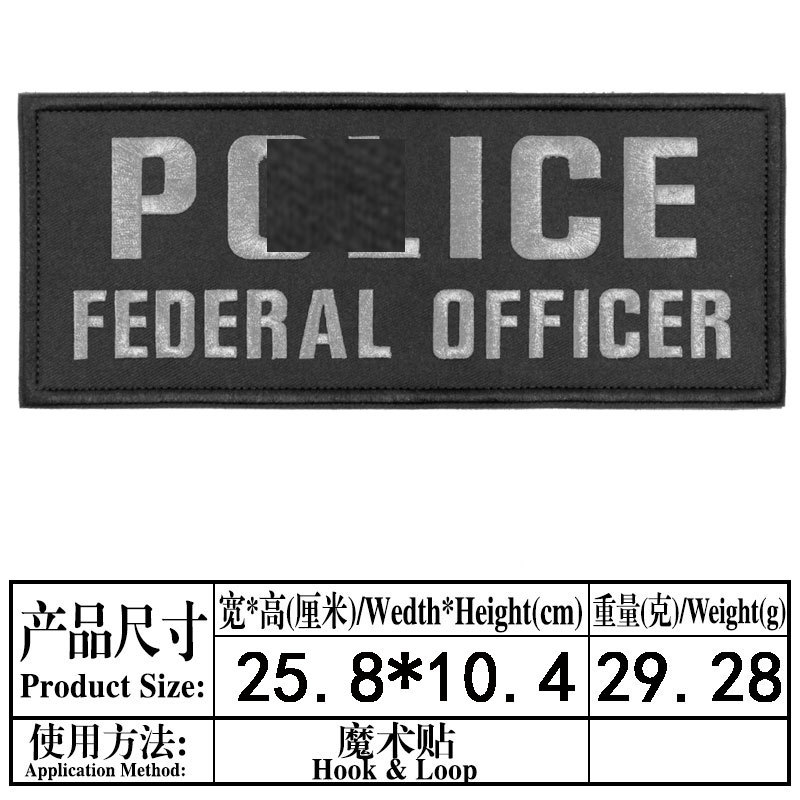 POLICE
FEDERAL OFFICER
产品尺寸
Product Size:
宽*高(厘米)/Wedth*Height(cm)
25.8*10.4
重量(克)/Weight(g)
29.28
使用方法:
Application Method:
魔术贴
Hook & Loop